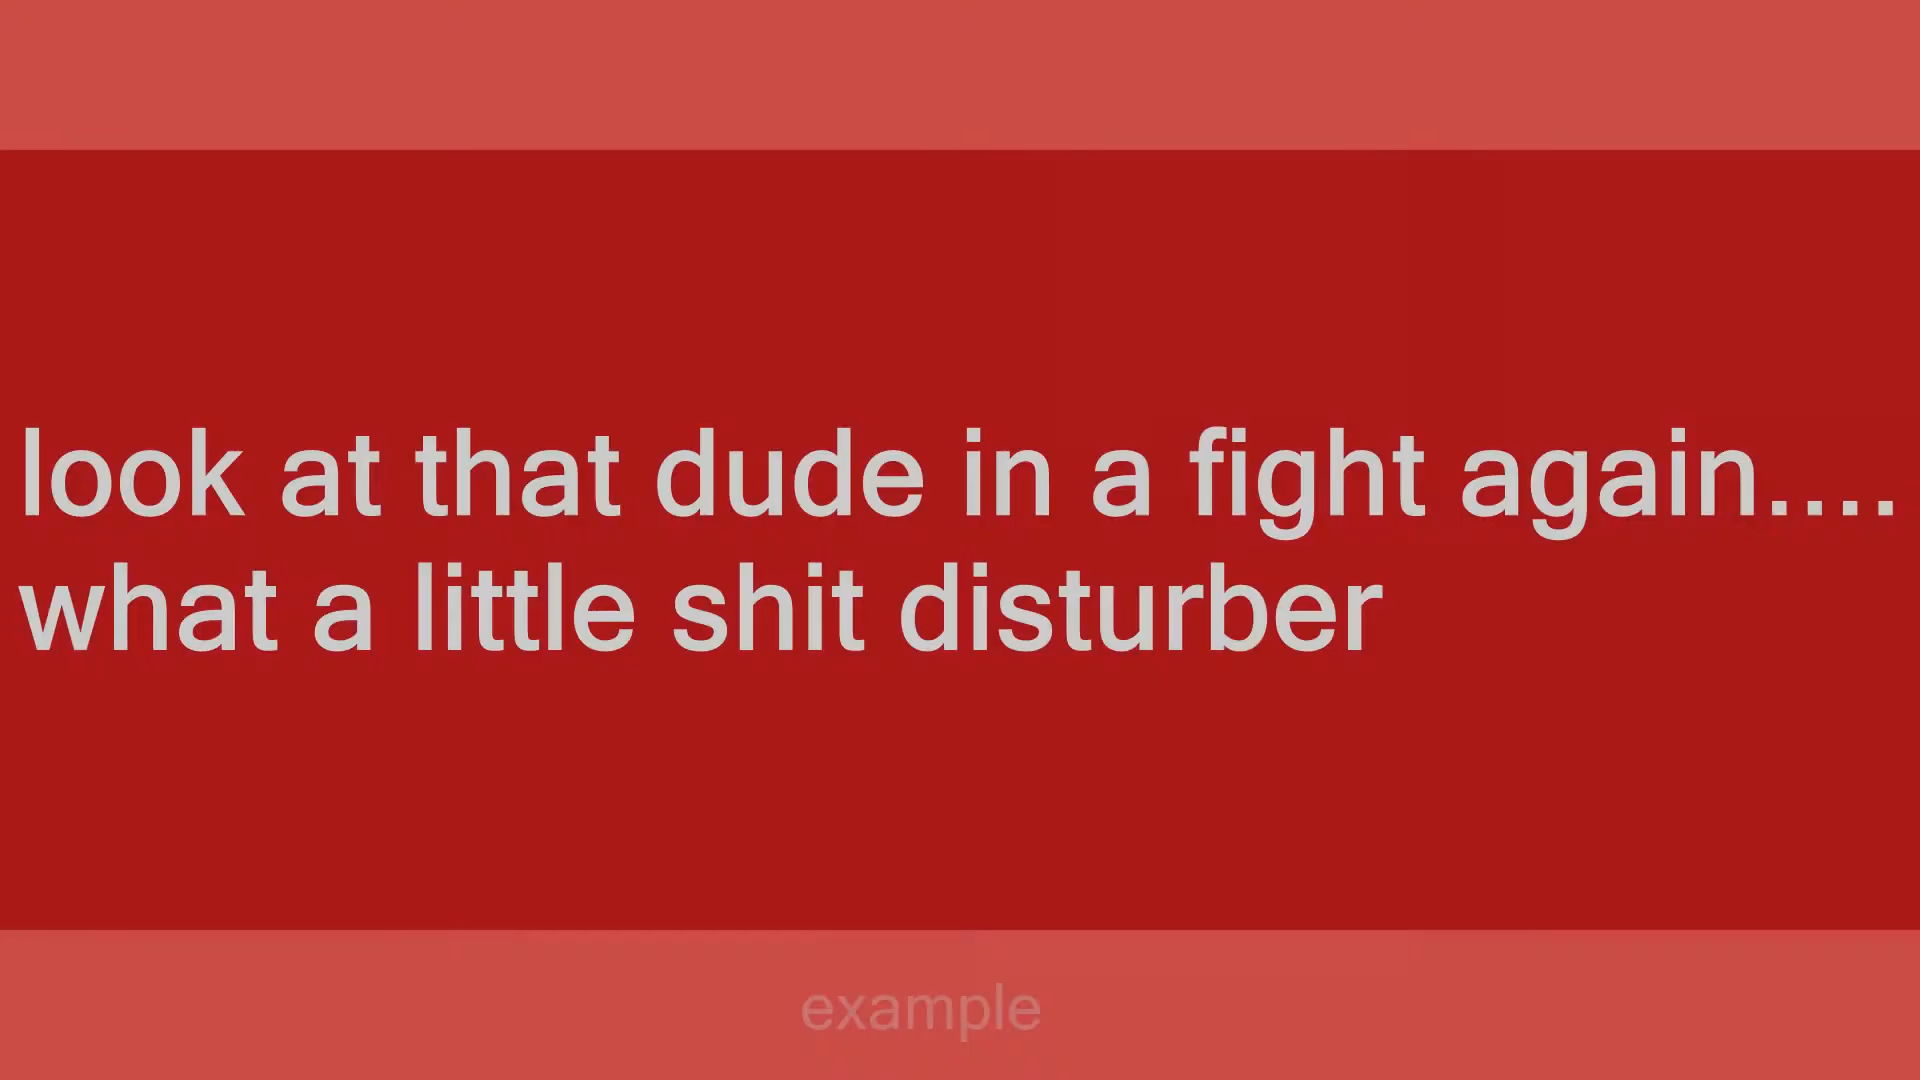 look at that dude in a fight again....
what a little shit disturber
example